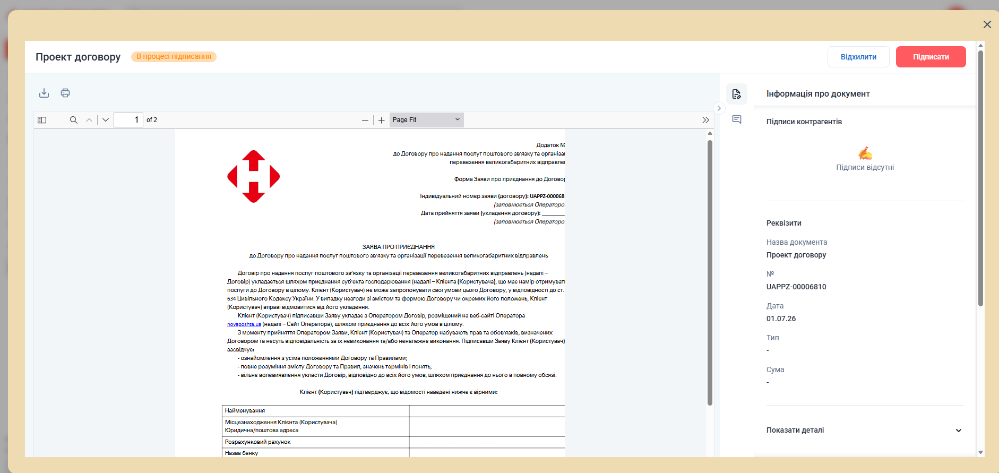 Проект договору
В процесі підписання
Відхилити
Підписати
1 of 2
Page Fit
Додаток №
до Договору про надання послуг поштового зв'язку та організа
перевезення великогабаритних відправле
Форма Заяви про приєднання до Договор
Індивідуальний номер заяви (договору): UAPPZ-000068
(заповнюється Операторо
Дата прийняття заяви (укладення договору): ________
(заповнюється Операторо
ЗАЯВА ПРО ПРИЄДНАННЯ
до Договору про надання послуг поштового зв'язку та організації перевезення великогабаритних відправлень
Договір про надання послуг поштового зв'язку та організації перевезення великогабаритних відправлень (надалі –
Договір) укладається шляхом приєднання суб'єкта господарювання (надалі – Клієнта (Користувача), що має намір отримувати
послуги до Договору в цілому. Клієнт (Користувач) не може запропонувати свої умови цього Договору, у відповідності до ст.
634 Цивільного Кодексу України. У випадку незгоди зі змістом та формою Договору чи окремих його положень, Клієнт
(Користувач) вправі відмовитися від його укладення.
Клієнт (Користувач) підписавши Заяву укладає з Оператором Договір, розміщений на веб-сайті Оператора
novaposhta.ua (надалі – Сайт Оператора), шляхом приєднання до всіх його умов в цілому.
З моменту прийняття Оператором Заяви, Клієнт (Користувач) та Оператор набувають прав та обов'язків, визначених
Договором та несуть відповідальність за їх невиконання та/або неналежне виконання. Підписавши Заяву Клієнт (Користувач)
засвідчує:
- ознайомлення з усіма положеннями Договору та Правилами;
- повне розуміння змісту Договору та Правил, значень термінів і понять;
- вільне волевиявлення укласти Договір, відповідно до всіх його умов, шляхом приєднання до нього в повному обсязі.
Клієнт (Користувач) підтверджує, що відомості наведені нижче є вірними:
Найменування
Місцезнаходження Клієнта (Користувача)
Юридична/поштова адреса
Розрахунковий рахунок
Назва банку
Інформація про документ
Підписи контрагентів
Підписи відсутні
Реквізити
Назва документа
Проект договору
№
UAPPZ-00006810
Дата
01.07.26
Тип
-
Сума
-
Показати деталі